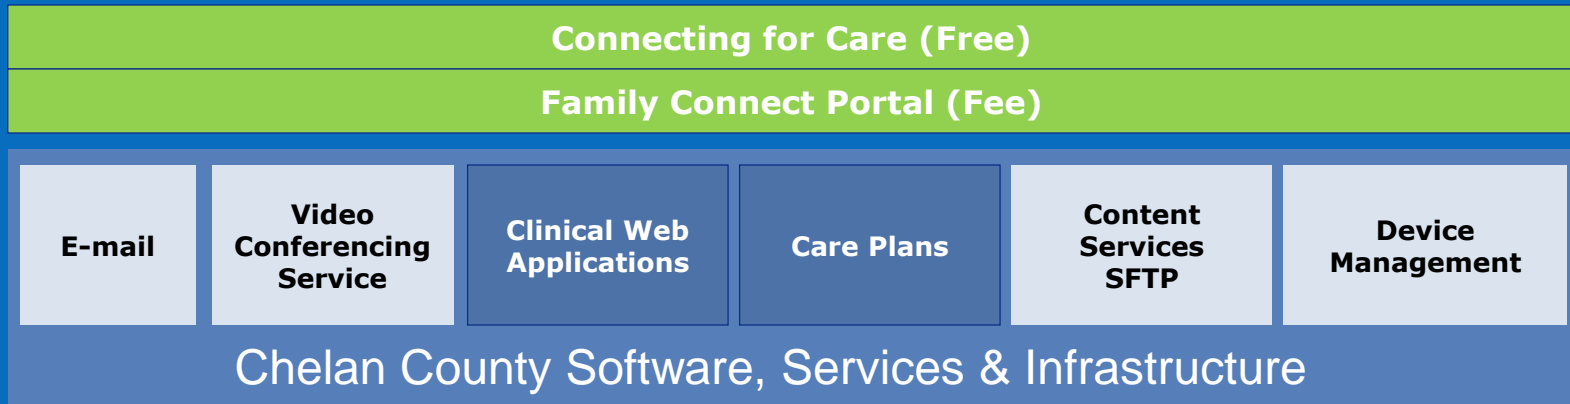 Connecting for Care (Free)
Family Connect Portal (Fee)
E-mail
Video
Conferencing
Service
Clinical Web
Applications
Care Plans
Content
Services
SFTP
Device
Management
Chelan County Software, Services & Infrastructure